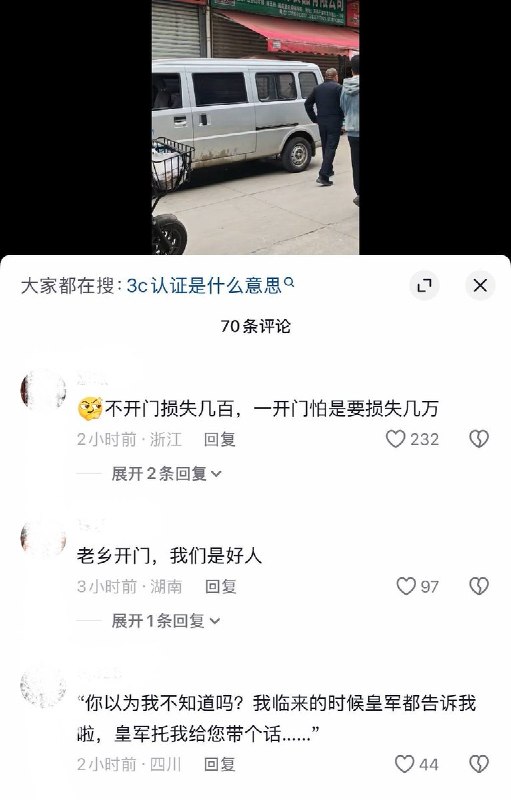 有限公司
大家都在搜：3c认证是什么意思
70条评论
不开门损失几百，一开门怕是要损失几万
2小时前 · 浙江 回复 232
展开2条回复
老乡开门，我们是好人
3小时前 · 湖南 回复 97
展开1条回复
“你以为我不知道吗？我临来的时候皇军都告诉我
啦，皇军托我给您带个话......”
2小时前 · 四川 回复 44